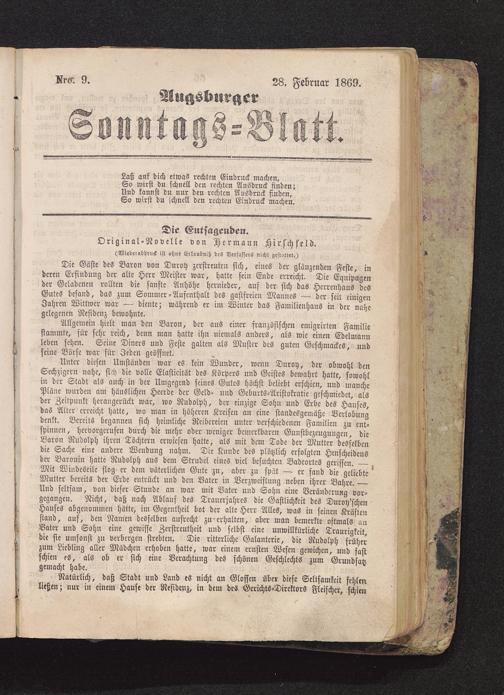 Nro. 9.
28. Februar 1869.
Augsburger
Sonntags=Blatt.
Laß auf dich etwas rechten Eindruck machen,
So wirst du schnell den rechten Ausdruck finden;
Und kannst du nur den rechten Ausdruck finden,
So wirst du schnell den rechten Eindruck machen.
Die Entsagenden.
Original-Novelle von Hermann Hirschfeld.
(Wiederabdruck ist ohne Erlaubniß des Verfassers nicht gestattet.)
Die Gäste des Baron von Duroy zerstreuten sich, eines der glänzenden Feste, in
deren Erfindung der alte Herr Meister war, hatte sein Ende erreicht. Die Equipagen
der Geladenen rollten die sanfte Anhöhe hernieder, auf der sich das Herrenhaus des
Gutes befand, das zum Sommer-Aufenthalt des gastfreien Mannes — der seit einigen
Jahren Wittwer war — diente; während er im Winter das Familienhaus in der nahe
gelegenen Residenz bewohnte.
Allgemein hielt man den Baron, der aus einer französischen emigrirten Familie
stammte, für sehr reich, denn man hatte ihn niemals anders, als wie einen Edelmann
leben sehen. Seine Diners und Feste galten als Muster des guten Geschmackes, und
seine Börse war für Jeden geöffnet.
Unter diesen Umständen war es kein Wunder, wenn Duroy, der obwohl den
Sechzigern nahe, sich die volle Elasticität des Körpers und Geistes bewahrt hatte, sowohl
in der Stadt als auch in der Umgegend seines Gutes höchst beliebt erschien, und manche
Pläne wurden am häuslichen Heerde der Geld- und Geburts-Aristokratie geschmiedet, als
der Zeitpunkt herangerückt war, wo Rudolph, der einzige Sohn und Erbe des Hauses,
das Alter erreicht hatte, wo man in höheren Kreisen an eine standesgemäße Verlobung
denkt. Bereits begannen sich heimliche Reibereien unter verschiedenen Familien zu ent-
spinnen, hervorgerufen durch die mehr oder weniger bemerkbaren Gunstbezeugungen, die
Baron Rudolph ihren Töchtern erwiesen hatte, als mit dem Tode der Mutter desselben
die Sache eine andere Wendung nahm. Die Kunde des plötzlich erfolgten Hinscheidens
der Baronin hatte Rudolph aus dem Strudel eines viel besuchten Badeortes gerissen. —
Mit Windeseile flog er dem väterlichen Gute zu, aber zu spät — er fand die geliebte
Mutter bereits der Erde entrückt und den Vater in Verzweiflung neben ihrer Bahre. —
Und seltsam, von dieser Stunde an war mit Vater und Sohn eine Veränderung vor-
gegangen. Nicht, daß nach Ablauf des Trauerjahres die Gastlichkeit des Duroy'schen
Hauses abgenommen hätte, im Gegentheil bot der alte Herr Alles, was in seinen Kräften
stand, auf, den Namen desselben aufrecht zu erhalten, aber man bemerkte oftmals an
Vater und Sohn eine gewisse Zerstreutheit und selbst eine unwillkürliche Traurigkeit,
die sie umsonst zu verbergen strebten. Die ritterliche Galanterie, die Rudolph früher
zum Liebling aller Mädchen erhoben hatte, war einem ernsten Wesen gewichen, und fast
schien es, als ob er sich eine Verachtung des schönen Geschlechts zum Grundsatz
gemacht habe.
Natürlich, daß Stadt und Land es nicht an Glossen über diese Seltsamkeit fehlen
ließen; nur in einem Hause der Residenz, in dem des Gerichts-Direktors Fleischer, schien